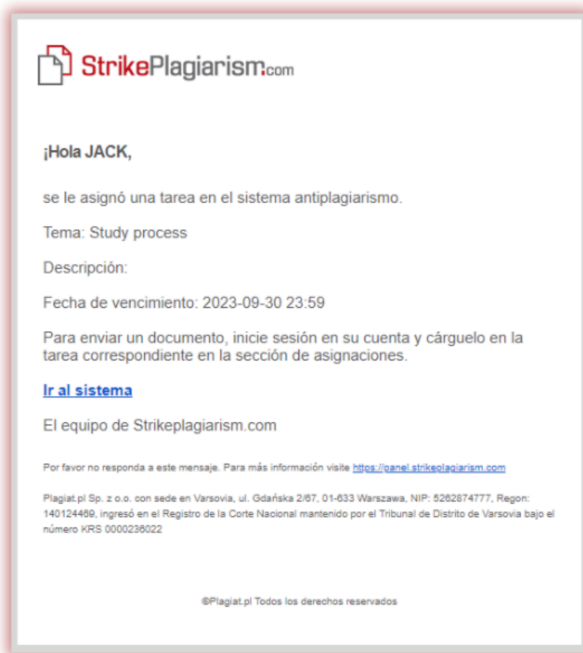 StrikePlagiarism.com
¡Hola JACK,
se le asignó una tarea en el sistema antiplagiarismo.
Tema: Study process
Descripción:
Fecha de vencimiento: 2023-09-30 23:59
Para enviar un documento, inicie sesión en su cuenta y cárguelo en la
tarea correspondiente en la sección de asignaciones.
Ir al sistema
El equipo de Strikeplagiarism.com
Por favor no responda a este mensaje. Para más información visite https://panel.strikeplagiarism.com
Plagiat.pl Sp. z o.o. con sede en Varsovia, ul. Gdańska 2/67, 01-633 Warszawa, NIP: 5262874777, Regon:
140124469, ingresó en el Registro de la Corte Nacional mantenido por el Tribunal de Distrito de Varsovia bajo el
número KRS 0000236022
©Plagiat.pl Todos los derechos reservados